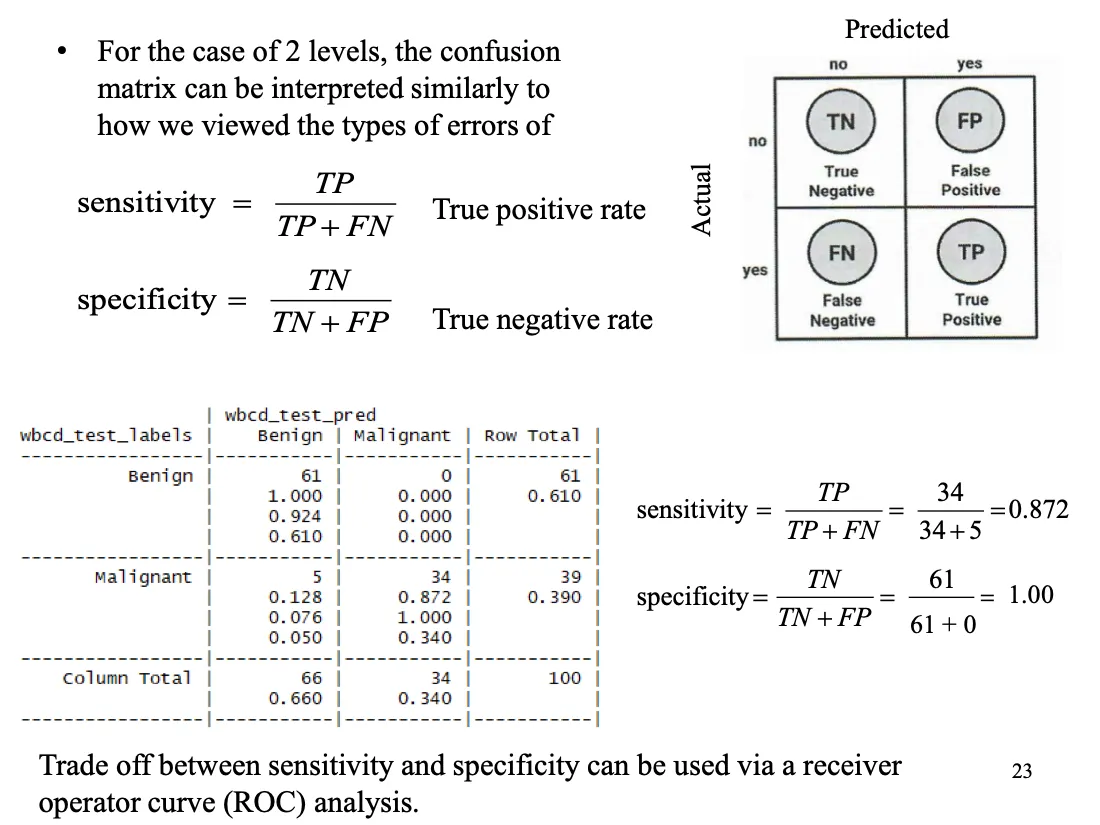 • For the case of 2 levels, the confusion
matrix can be interpreted similarly to
how we viewed the types of errors of
sensitivity = TP / (TP + FN) True positive rate
specificity = TN / (TN + FP) True negative rate
Predicted
no yes
Actual
no
TN FP
True False
Negative Positive
yes
FN TP
False True
Negative Positive
| wbcd_test_pred
wbcd_test_labels | Benign | Malignant | Row Total |
-----------------|-----------|-----------|-----------|
Benign | 61 | 0 | 61 |
| 1.000 | 0.000 | 0.610 |
| 0.924 | 0.000 | |
| 0.610 | 0.000 | |
-----------------|-----------|-----------|-----------|
Malignant | 5 | 34 | 39 |
| 0.128 | 0.872 | 0.390 |
| 0.076 | 1.000 | |
| 0.050 | 0.340 | |
-----------------|-----------|-----------|-----------|
Column Total | 66 | 34 | 100 |
| 0.660 | 0.340 | |
-----------------|-----------|-----------|-----------|
sensitivity = TP / (TP + FN) = 34 / (34 + 5) = 0.872
specificity = TN / (TN + FP) = 61 / (61 + 0) = 1.00
Trade off between sensitivity and specificity can be used via a receiver
operator curve (ROC) analysis.
23